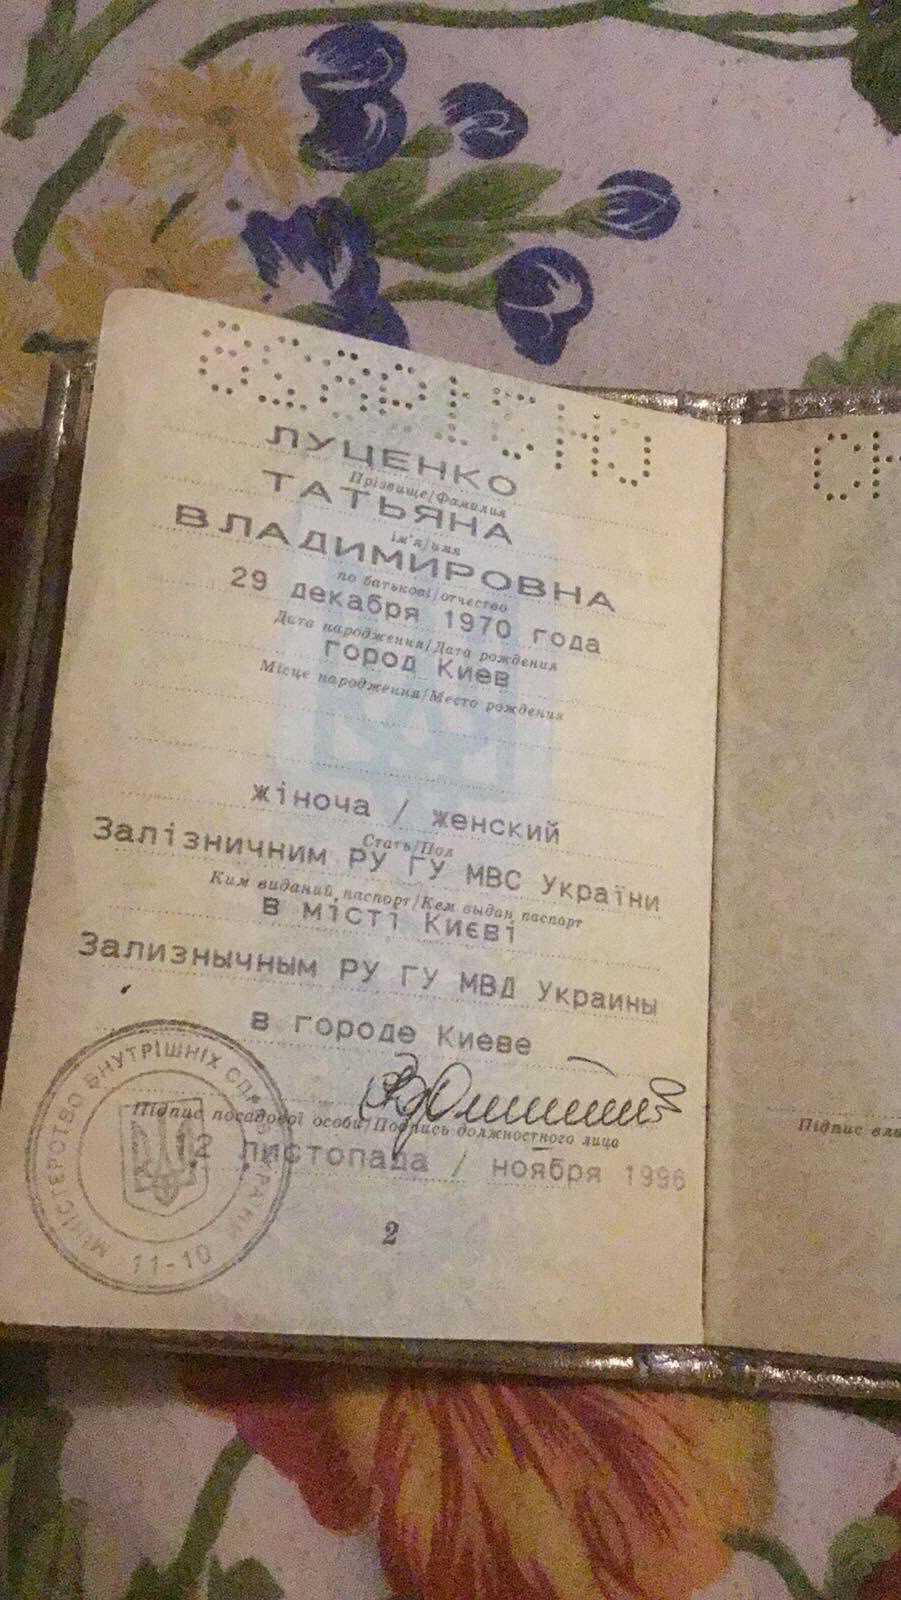 ЛУЦЕНКО
Прізвище/Фамилия
ТАТЬЯНА
ім'я/имя
ВЛАДИМИРОВНА
по батькові/отчество
29 декабря 1970 года
Дата народження/Дата рождения
город Киев
Місце народження/Место рождения
жіноча / женский
Стать/Пол
Залізничним РУ ГУ МВС України
Ким виданий паспорт/Кем выдан паспорт
в місті Києві
Зализнычным РУ ГУ МВД Украины
в городе Киеве
Підпис посадової особи/Подпись должностного лица
12 листопада / ноября 1996
МІНІСТЕРСТВО ВНУТРІШНІХ СПРАВ УКРАЇНИ
11-10
2
СН
Підпис вла